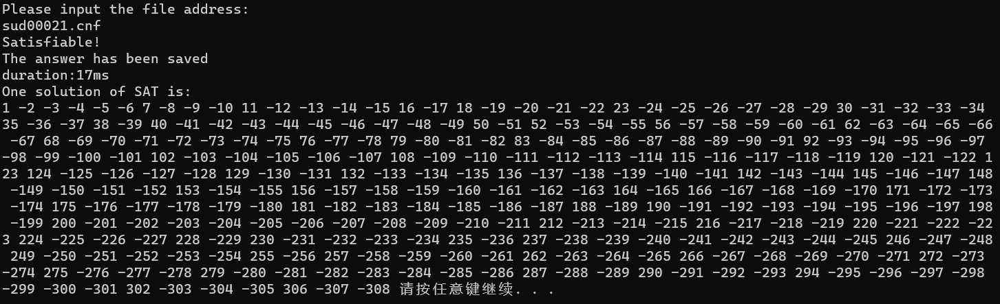 Please input the file address:
sud00021.cnf
Satisfiable!
The answer has been saved
duration:17ms
One solution of SAT is:
1 -2 -3 -4 -5 -6 7 -8 -9 -10 11 -12 -13 -14 -15 16 -17 18 -19 -20 -21 -22 23 -24 -25 -26 -27 -28 -29 30 -31 -32 -33 -34
35 -36 -37 38 -39 40 -41 -42 -43 -44 -45 -46 -47 -48 -49 50 -51 52 -53 -54 -55 56 -57 -58 -59 -60 -61 62 -63 -64 -65 -66
-67 68 -69 -70 -71 -72 -73 -74 -75 76 -77 -78 79 -80 -81 -82 83 -84 -85 -86 -87 -88 -89 -90 -91 92 -93 -94 -95 -96 -97
-98 -99 -100 -101 102 -103 -104 -105 -106 -107 108 -109 -110 -111 -112 -113 -114 115 -116 -117 -118 -119 120 -121 -122 1
23 124 -125 -126 -127 -128 129 -130 -131 132 -133 -134 -135 136 -137 -138 -139 -140 -141 142 -143 -144 145 -146 -147 148
-149 -150 -151 -152 153 -154 -155 156 -157 -158 -159 -160 -161 -162 -163 164 -165 166 -167 -168 -169 -170 171 -172 -173
-174 175 -176 -177 -178 -179 -180 181 -182 -183 -184 -185 -186 -187 188 -189 190 -191 -192 -193 -194 -195 -196 -197 198
-199 200 -201 -202 -203 -204 -205 -206 -207 -208 -209 -210 -211 212 -213 -214 -215 216 -217 -218 -219 220 -221 -222 -22
3 224 -225 -226 -227 228 -229 230 -231 -232 -233 -234 235 -236 237 -238 -239 -240 -241 -242 -243 -244 -245 246 -247 -248
249 -250 -251 -252 -253 -254 255 -256 257 -258 -259 -260 -261 262 -263 -264 -265 266 -267 -268 -269 -270 -271 272 -273
-274 275 -276 -277 -278 279 -280 -281 -282 -283 -284 -285 -286 287 -288 -289 290 -291 -292 -293 294 -295 -296 -297 -298
-299 -300 -301 302 -303 -304 -305 306 -307 -308 请按任意键继续. . .